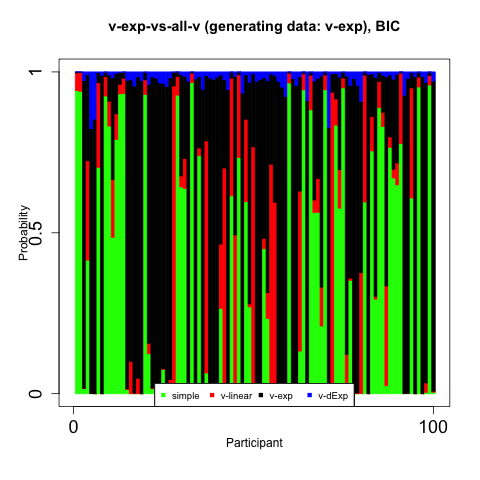 v-exp-vs-all-v (generating data: v-exp), BIC
1
0.5
0
Probability
simple v-linear v-exp v-dExp
0 100
Participant